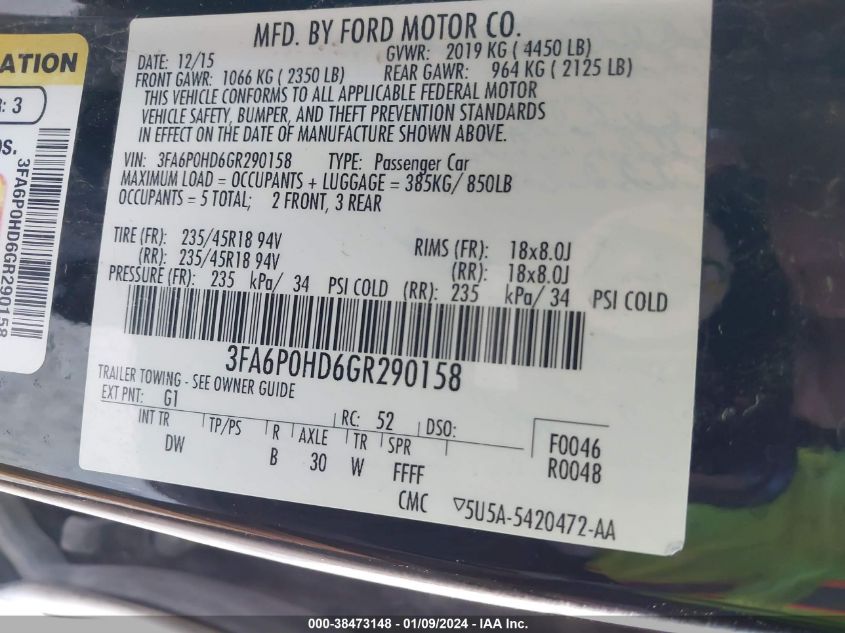 MFD. BY FORD MOTOR CO.
DATE: 12/15 GVWR: 2019 KG ( 4450 LB)
FRONT GAWR: 1066 KG ( 2350 LB) REAR GAWR: 964 KG ( 2125 LB)
THIS VEHICLE CONFORMS TO ALL APPLICABLE FEDERAL MOTOR
VEHICLE SAFETY, BUMPER, AND THEFT PREVENTION STANDARDS
IN EFFECT ON THE DATE OF MANUFACTURE SHOWN ABOVE.
VIN: 3FA6P0HD6GR290158 TYPE: Passenger Car
MAXIMUM LOAD = OCCUPANTS + LUGGAGE = 385KG/ 850LB
OCCUPANTS = 5 TOTAL; 2 FRONT, 3 REAR
TIRE (FR): 235/45R18 94V RIMS (FR): 18x8.0J
(RR): 235/45R18 94V (RR): 18x8.0J
PRESSURE (FR): 235 kPa/ 34 PSI COLD (RR): 235 kPa/ 34 PSI COLD
3FA6P0HD6GR290158
TRAILER TOWING - SEE OWNER GUIDE
EXT PNT: G1 RC: 52 DSO:
INT TR TP/PS R AXLE TR SPR F0046
DW B 30 W FFFF R0048
CMC 5U5A-5420472-AA
ATION
: 3
3FA6P0HD6GR290158
000-38473148 — 01/09/2024 — IAA Inc.